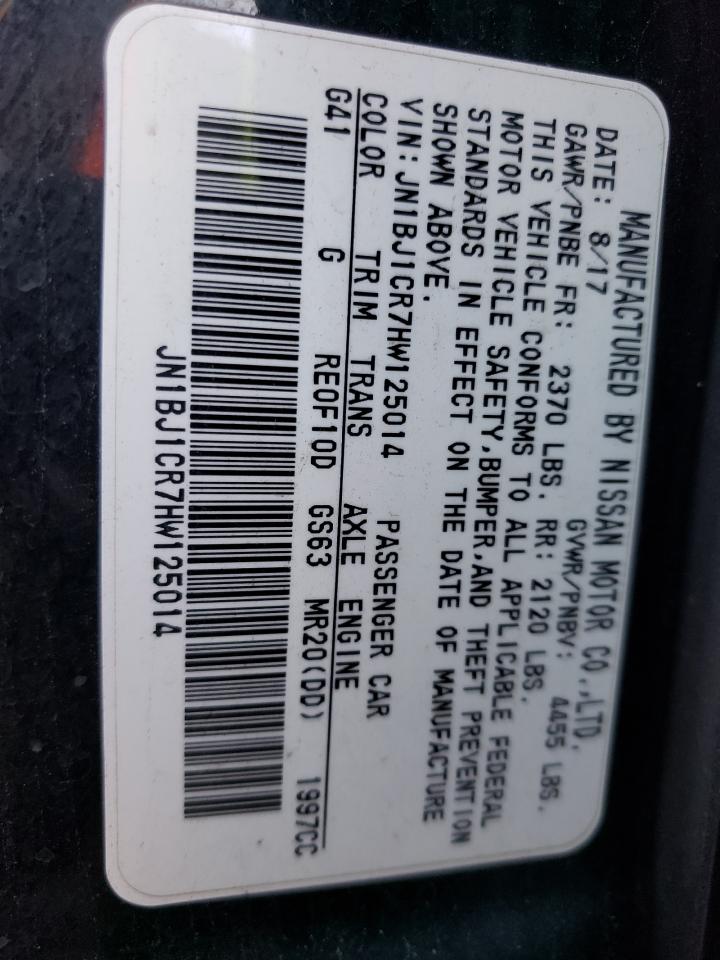 MANUFACTURED BY NISSAN MOTOR CO.,LTD.
DATE: 8/17 GVWR/PNBV: 4455 LBS.
GAWR/PNBE FR: 2370 LBS. RR: 2120 LBS.
THIS VEHICLE CONFORMS TO ALL APPLICABLE FEDERAL
MOTOR VEHICLE SAFETY,BUMPER,AND THEFT PREVENTION
STANDARDS IN EFFECT ON THE DATE OF MANUFACTURE
SHOWN ABOVE.
VIN:JN1BJ1CR7HW125014 PASSENGER CAR
COLOR TRIM TRANS AXLE ENGINE
G41 G RE0F10D GS63 MR20(DD) 1997CC
JN1BJ1CR7HW125014